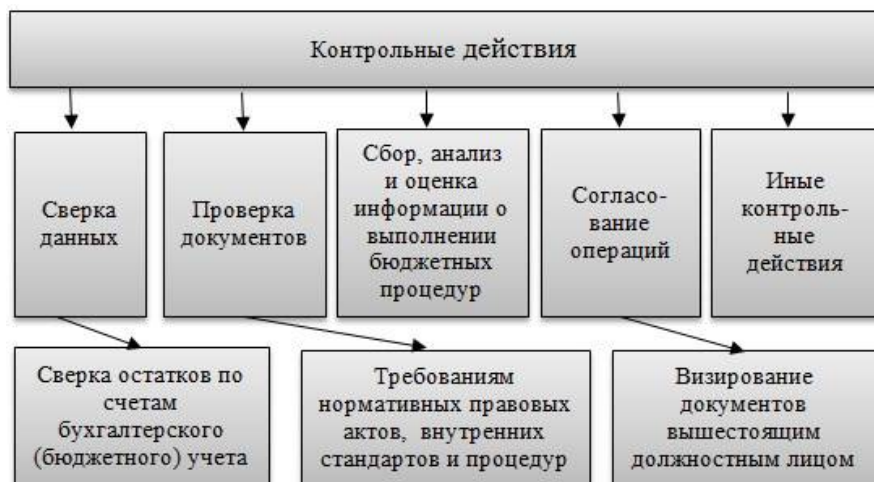 Контрольные действия
Сверка
данных
Проверка
документов
Сбор, анализ
и оценка
информации о
выполнении
бюджетных
процедур
Согласо-
вание
операций
Иные
контроль-
ные
действия
Сверка остатков по
счетам
бухгалтерского
(бюджетного) учета
Требованиям
нормативных правовых
актов, внутренних
стандартов и процедур
Визирование
документов
вышестоящим
должностным лицом